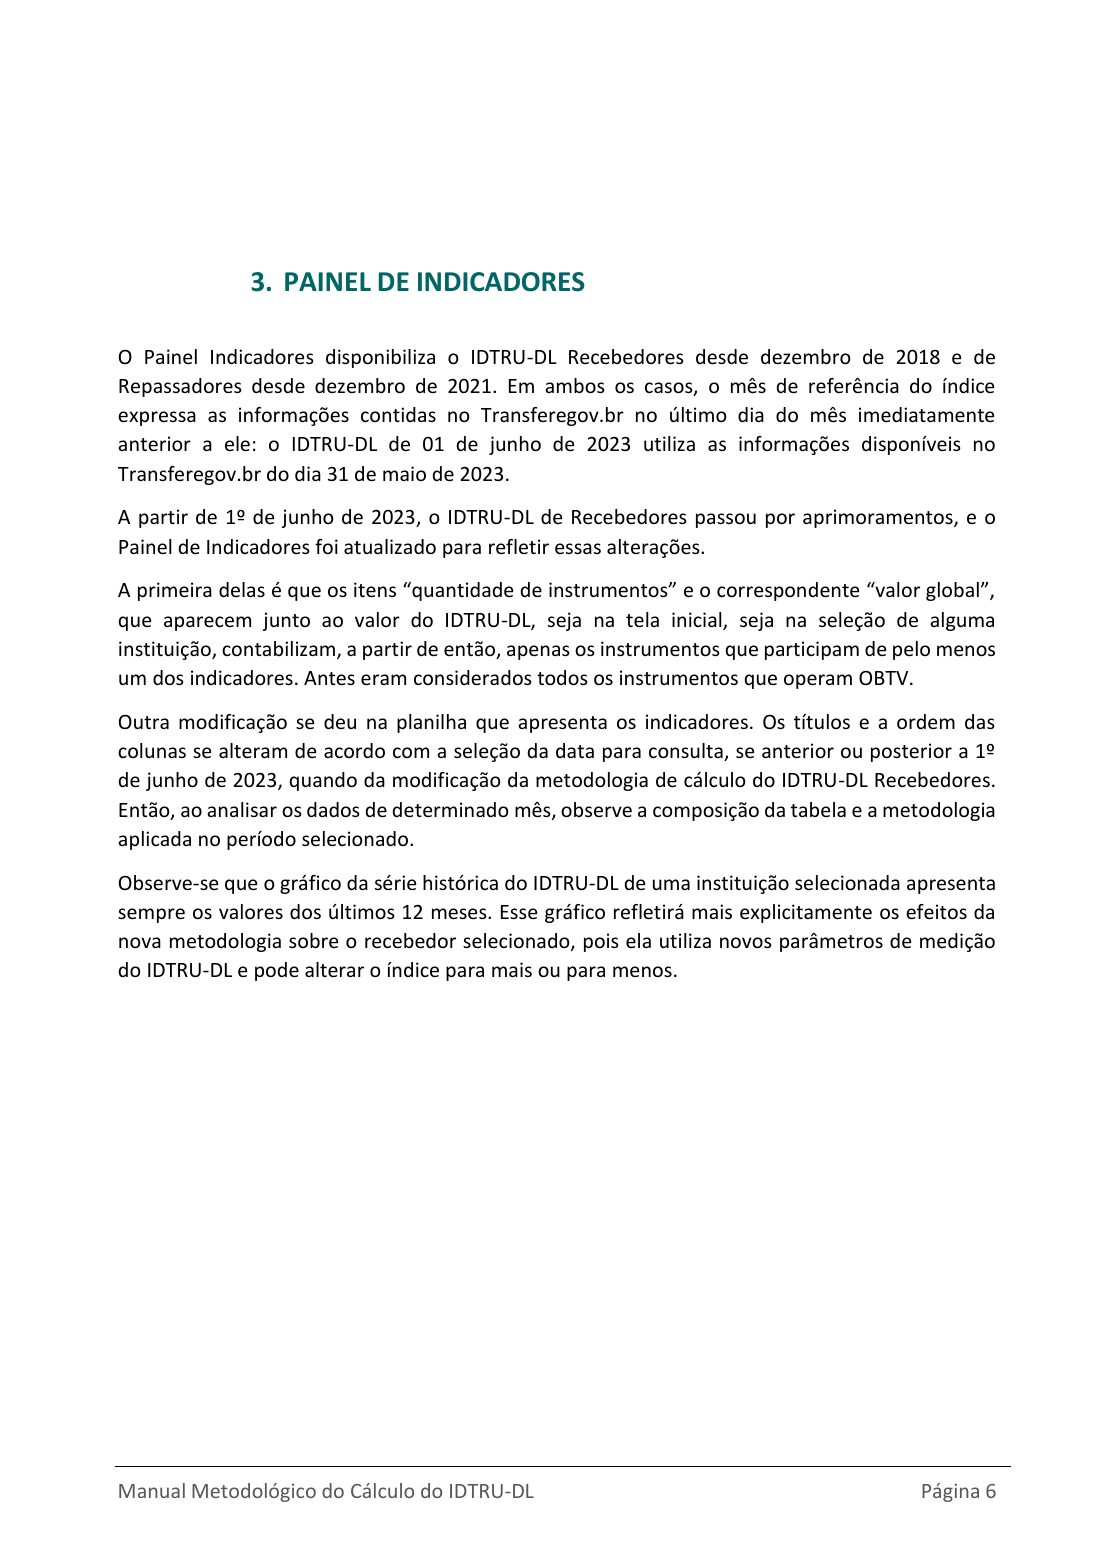 3. PAINEL DE INDICADORES
O Painel Indicadores disponibiliza o IDTRU-DL Recebedores desde dezembro de 2018 e de
Repassadores desde dezembro de 2021. Em ambos os casos, o mês de referência do índice
expressa as informações contidas no Transferegov.br no último dia do mês imediatamente
anterior a ele: o IDTRU-DL de 01 de junho de 2023 utiliza as informações disponíveis no
Transferegov.br do dia 31 de maio de 2023.
A partir de 1º de junho de 2023, o IDTRU-DL de Recebedores passou por aprimoramentos, e o
Painel de Indicadores foi atualizado para refletir essas alterações.
A primeira delas é que os itens “quantidade de instrumentos” e o correspondente “valor global”,
que aparecem junto ao valor do IDTRU-DL, seja na tela inicial, seja na seleção de alguma
instituição, contabilizam, a partir de então, apenas os instrumentos que participam de pelo menos
um dos indicadores. Antes eram considerados todos os instrumentos que operam OBTV.
Outra modificação se deu na planilha que apresenta os indicadores. Os títulos e a ordem das
colunas se alteram de acordo com a seleção da data para consulta, se anterior ou posterior a 1º
de junho de 2023, quando da modificação da metodologia de cálculo do IDTRU-DL Recebedores.
Então, ao analisar os dados de determinado mês, observe a composição da tabela e a metodologia
aplicada no período selecionado.
Observe-se que o gráfico da série histórica do IDTRU-DL de uma instituição selecionada apresenta
sempre os valores dos últimos 12 meses. Esse gráfico refletirá mais explicitamente os efeitos da
nova metodologia sobre o recebedor selecionado, pois ela utiliza novos parâmetros de medição
do IDTRU-DL e pode alterar o índice para mais ou para menos.
Manual Metodológico do Cálculo do IDTRU-DL Página 6